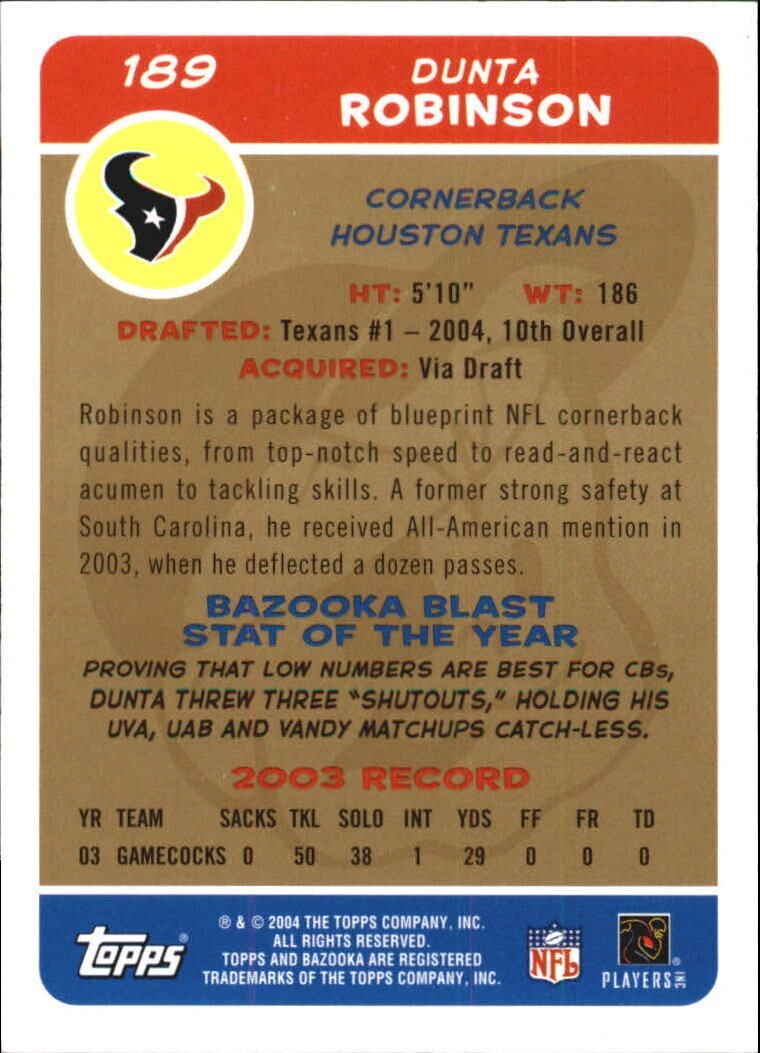 189
DUNTA
ROBINSON
CORNERBACK
HOUSTON TEXANS
HT: 5'10" WT: 186
DRAFTED: Texans #1 – 2004, 10th Overall
ACQUIRED: Via Draft
Robinson is a package of blueprint NFL cornerback
qualities, from top-notch speed to read-and-react
acumen to tackling skills. A former strong safety at
South Carolina, he received All-American mention in
2003, when he deflected a dozen passes.
BAZOOKA BLAST
STAT OF THE YEAR
PROVING THAT LOW NUMBERS ARE BEST FOR CBs,
DUNTA THREW THREE "SHUTOUTS," HOLDING HIS
UVA, UAB AND VANDY MATCHUPS CATCH-LESS.
2003 RECORD
YR TEAM SACKS TKL SOLO INT YDS FF FR TD
03 GAMECOCKS 0 50 38 1 29 0 0 0
topps®
® & © 2004 THE TOPPS COMPANY, INC.
ALL RIGHTS RESERVED.
TOPPS AND BAZOOKA ARE REGISTERED
TRADEMARKS OF THE TOPPS COMPANY, INC.
NFL
PLAYERS INC ®